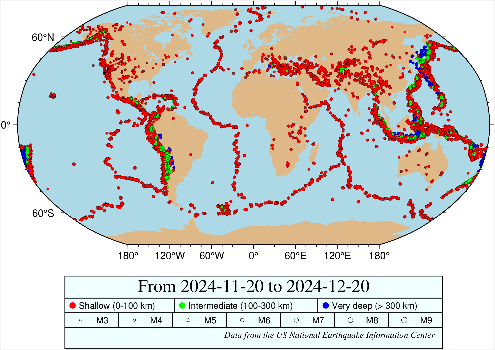 60°N
0°
60°S
180° 120°W 60°W 0° 60°E 120°E 180°
From 2024-11-20 to 2024-12-20
Shallow (0-100 km) Intermediate (100-300 km) Very deep (> 300 km)
M3 M4 M5 M6 M7 M8 M9
Data from the US National Earthquake Information Center